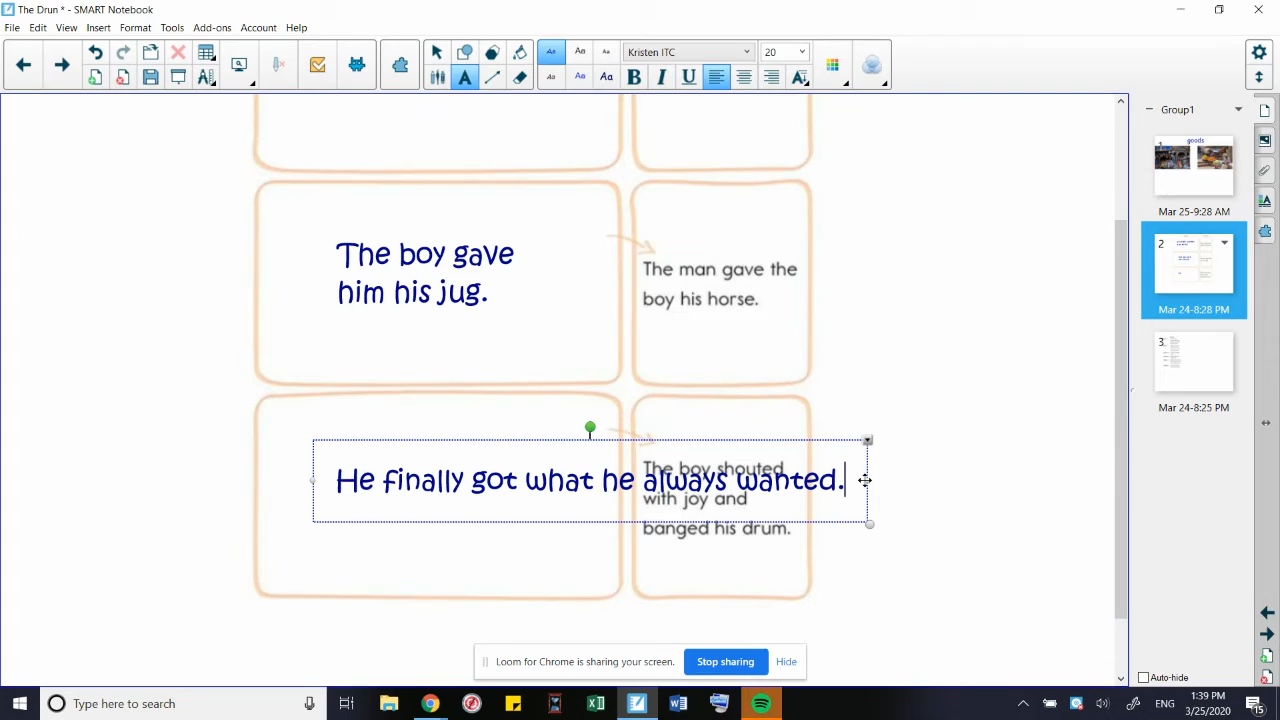 The Drun * - SMART Notebook
File Edit View Insert Format Tools Add-ons Account Help
Kristen ITC 20
B I U A
Group1
1 goods
Mar 25-9:28 AM
2
Mar 24-8:28 PM
3
Mar 24-8:25 PM
The boy gave
him his jug.
The man gave the
boy his horse.
He finally got what he always wanted.
The boy shouted
with joy and
banged his drum.
Loom for Chrome is sharing your screen. Stop sharing Hide
Auto-hide
Type here to search
ENG
1:39 PM
3/25/2020
15